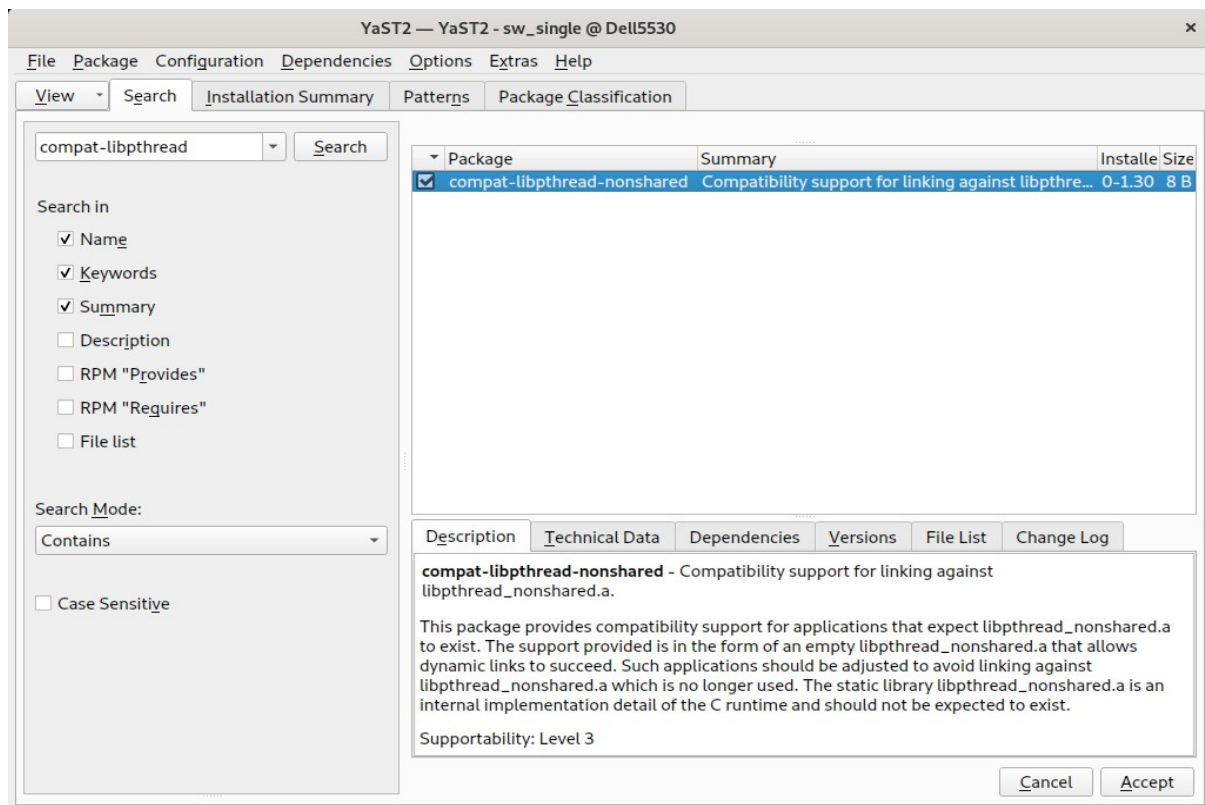 YaST2 — YaST2 - sw_single @ Dell5530
File Package Configuration Dependencies Options Extras Help
View Search Installation Summary Patterns Package Classification
compat-libpthread Search
Package Summary Installe Size
compat-libpthread-nonshared Compatibility support for linking against libpthre... 0-1.30 8 B
Search in
Name
Keywords
Summary
Description
RPM "Provides"
RPM "Requires"
File list
Search Mode:
Contains
Case Sensitive
Description Technical Data Dependencies Versions File List Change Log
compat-libpthread-nonshared - Compatibility support for linking against
libpthread_nonshared.a.
This package provides compatibility support for applications that expect libpthread_nonshared.a
to exist. The support provided is in the form of an empty libpthread_nonshared.a that allows
dynamic links to succeed. Such applications should be adjusted to avoid linking against
libpthread_nonshared.a which is no longer used. The static library libpthread_nonshared.a is an
internal implementation detail of the C runtime and should not be expected to exist.
Supportability: Level 3
Cancel Accept